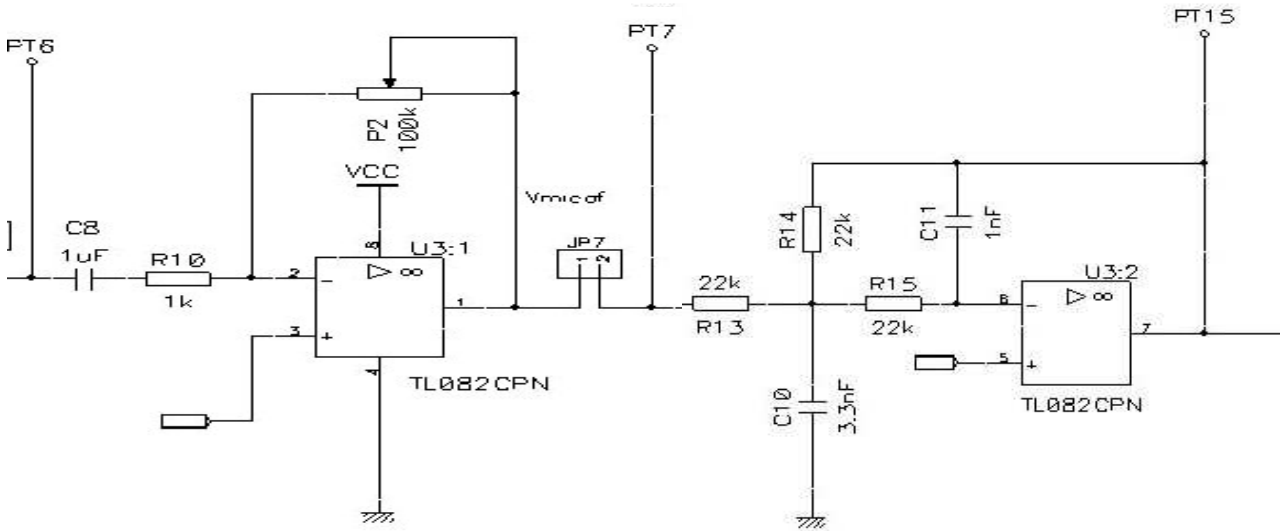 PT6
PT7
PT15
P2
100k
VCC
Vmicaf
C8
1uF
R10
1k
8
U3:1
▷ ∞
2
-
3
+
1
4
TL082CPN
JP7
1 2
22k
R13
R14
22k
R15
22k
C11
1nF
C10
3.3nF
U3:2
▷ ∞
6
-
5
+
7
TL082CPN